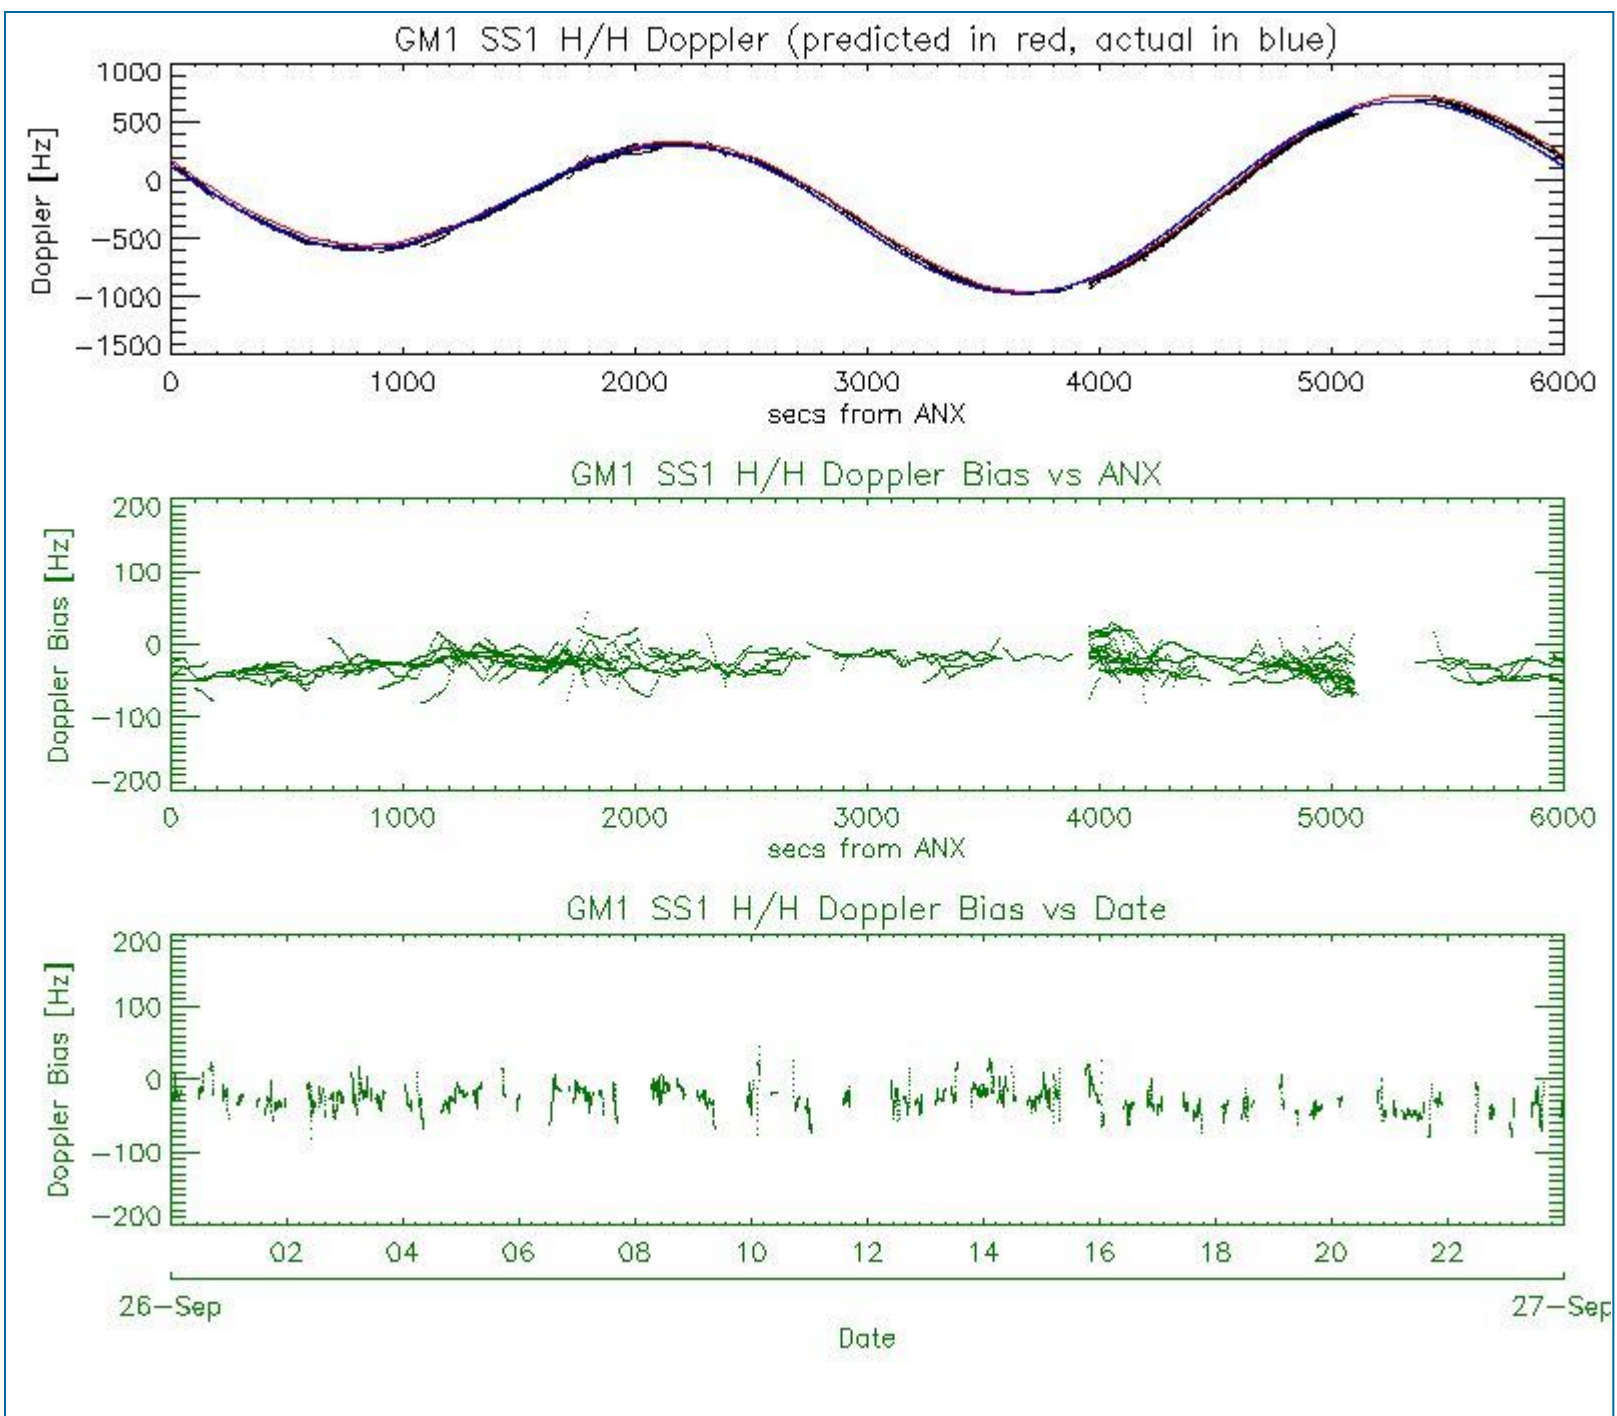 GM1 SS1 H/H Doppler (predicted in red, actual in blue)
1000
500
0
−500
−1000
−1500
Doppler [Hz]
0 1000 2000 3000 4000 5000 6000
secs from ANX
GM1 SS1 H/H Doppler Bias vs ANX
200
100
0
−100
−200
Doppler Bias [Hz]
0 1000 2000 3000 4000 5000 6000
secs from ANX
GM1 SS1 H/H Doppler Bias vs Date
200
100
0
−100
−200
Doppler Bias [Hz]
02 04 06 08 10 12 14 16 18 20 22
26−Sep 27−Sep
Date